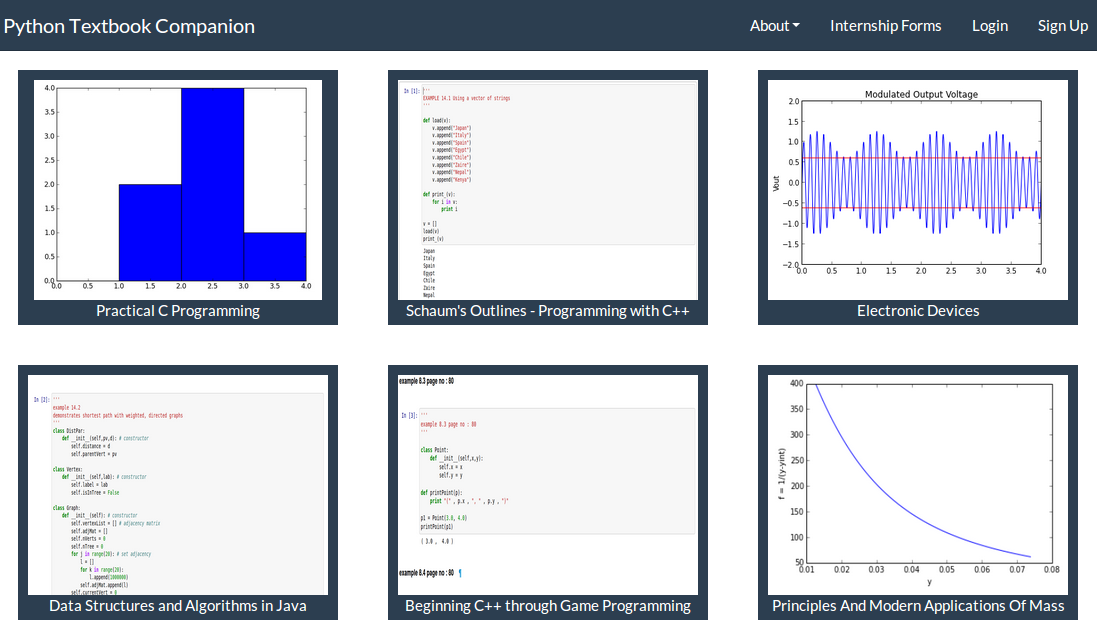 Python Textbook Companion
About
Internship Forms
Login
Sign Up
4.0
3.5
3.0
2.5
2.0
1.5
1.0
0.5
0.0
0.0 0.5 1.0 1.5 2.0 2.5 3.0 3.5 4.0
Practical C Programming
In [1]: '''
EXAMPLE 14.1 Using a vector of strings
'''
def load(v):
v.append("Japan")
v.append("Italy")
v.append("Spain")
v.append("Egypt")
v.append("Chile")
v.append("Zaire")
v.append("Nepal")
v.append("Kenya")
def print_(v):
for i in v:
print i
v = []
load(v)
print_(v)
Japan
Italy
Spain
Egypt
Chile
Zaire
Nepal
Schaum's Outlines - Programming with C++
Modulated Output Voltage
Vout
2.0
1.5
1.0
0.5
0.0
−0.5
−1.0
−1.5
−2.0
0.0 0.5 1.0 1.5 2.0 2.5 3.0 3.5 4.0
Electronic Devices
In [2]: '''
example 14.2
demonstrates shortest path with weighted, directed graphs
'''
class DistPar:
def __init__(self,pv,d): # constructor
self.distance = d
self.parentVert = pv
class Vertex:
def __init__(self,lab): # constructor
self.label = lab
self.isInTree = False
class Graph:
def __init__(self): # constructor
self.vertexList = [] # adjacency matrix
self.adjMat = []
self.nVerts = 0
self.nTree = 0
for j in range(20): # set adjacency
l = []
for k in range(20):
l.append(1000000)
self.adjMat.append(l)
self.currentVert = 0
Data Structures and Algorithms in Java
example 8.3 page no : 80
In [3]: '''
example 8.3 page no : 80
'''
class Point:
def __init__(self,x,y):
self.x = x
self.y = y
def printPoint(p):
print "(" , p.x , ", " , p.y , ")"
p1 = Point(3.0, 4.0)
printPoint(p1)
( 3.0 , 4.0 )
example 8.4 page no : 80 ¶
Beginning C++ through Game Programming
f = 1/(y-yint)
400
350
300
250
200
150
100
50
0.01 0.02 0.03 0.04 0.05 0.06 0.07 0.08
y
Principles And Modern Applications Of Mass